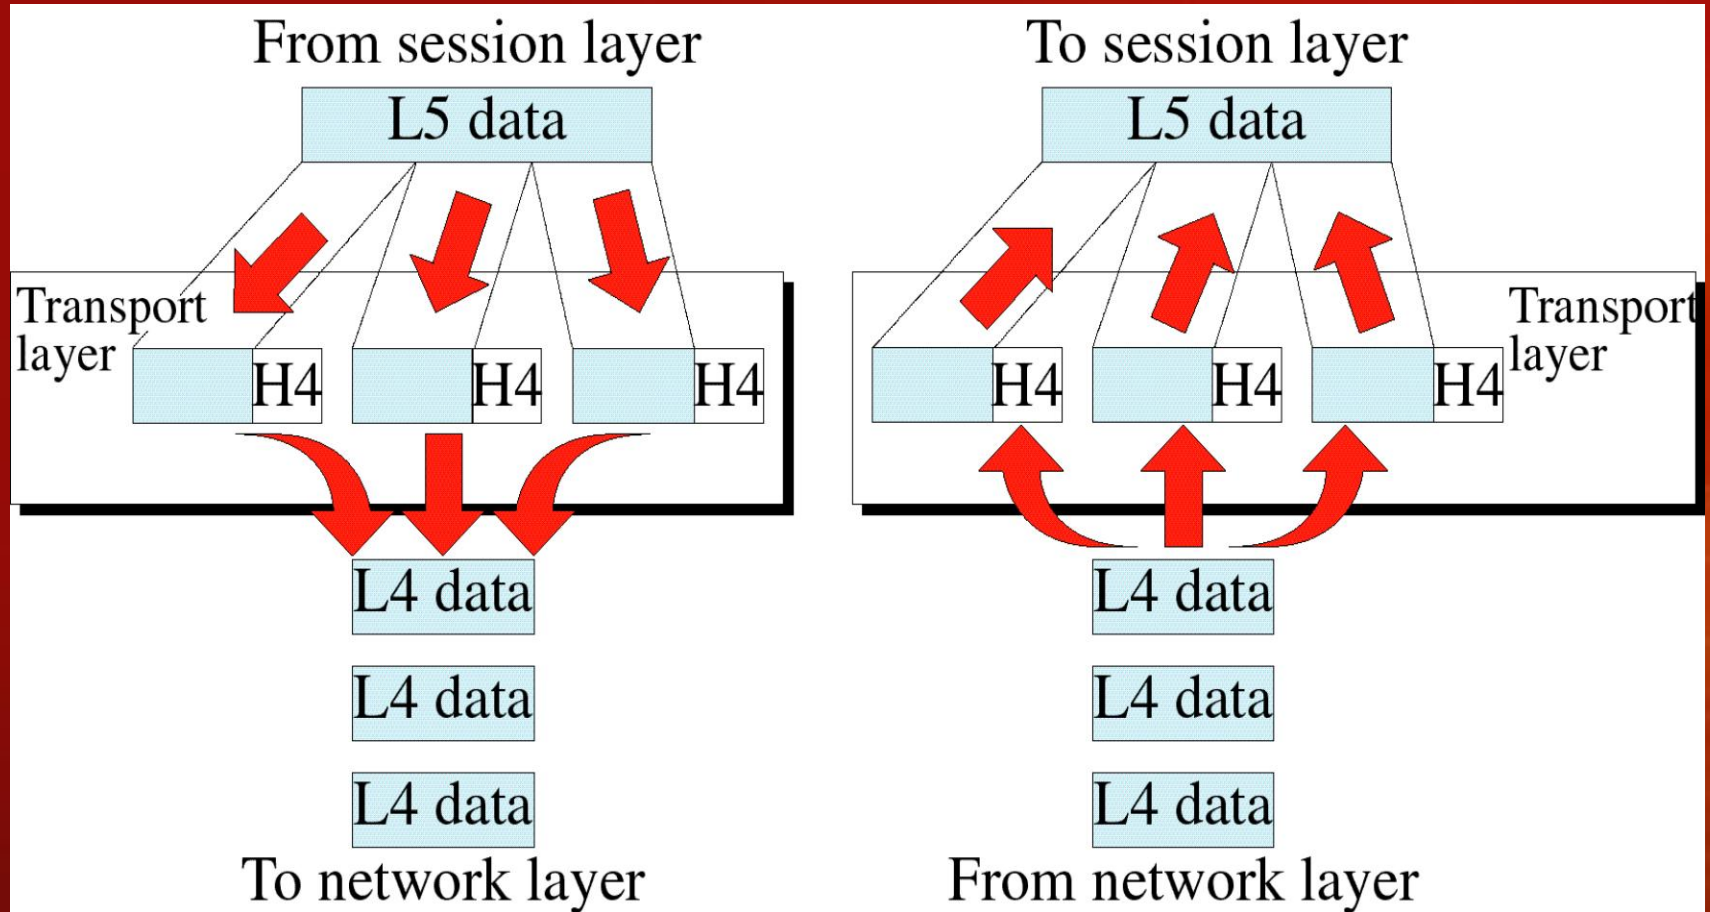 From session layer
L5 data
Transport
layer
H4
H4
H4
L4 data
L4 data
L4 data
To network layer
To session layer
L5 data
Transport
layer
H4
H4
H4
L4 data
L4 data
L4 data
From network layer